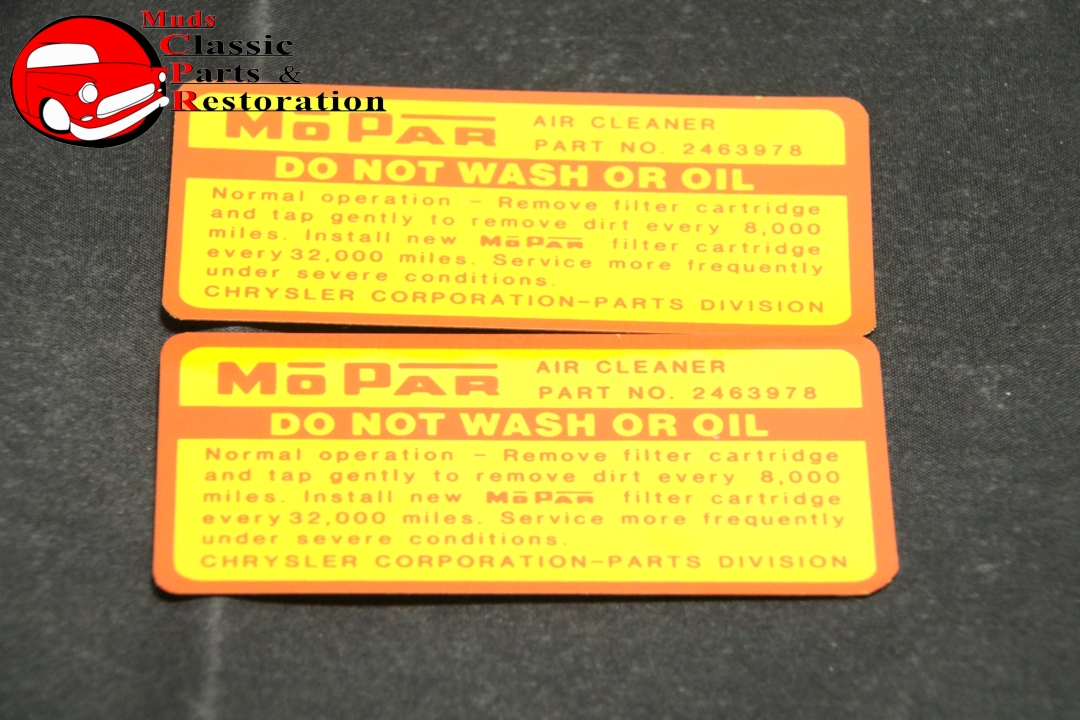 Muds
Classic
Parts &
Restoration
MōPAR AIR CLEANER
PART NO. 2463978
DO NOT WASH OR OIL
Normal operation – Remove filter cartridge
and tap gently to remove dirt every 8,000
miles. Install new MōPAR filter cartridge
every 32,000 miles. Service more frequently
under severe conditions.
CHRYSLER CORPORATION–PARTS DIVISION
MōPAR AIR CLEANER
PART NO. 2463978
DO NOT WASH OR OIL
Normal operation – Remove filter cartridge
and tap gently to remove dirt every 8,000
miles. Install new MōPAR filter cartridge
every 32,000 miles. Service more frequently
under severe conditions.
CHRYSLER CORPORATION–PARTS DIVISION